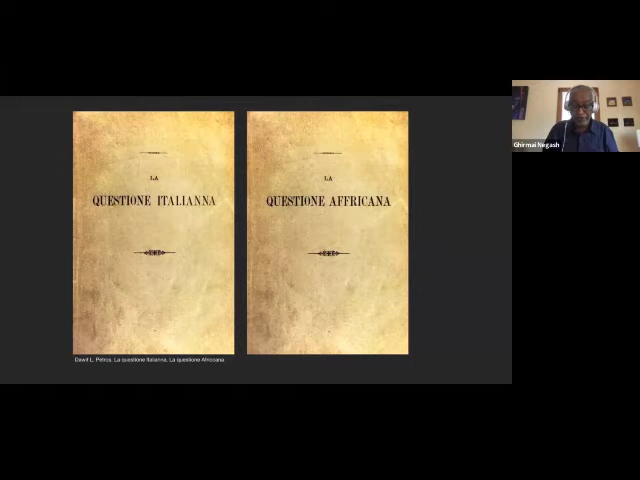 LA
QUESTIONE ITALIANNA
LA
QUESTIONE AFFRICANA
Dawit L. Petros, La questione Italianna, La questione Affricana
Ghirmai Negash